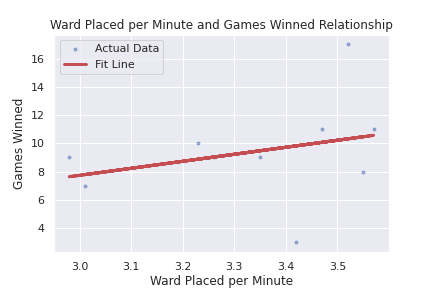 Ward Placed per Minute and Games Winned Relationship
Actual Data
Fit Line
Games Winned
16
14
12
10
8
6
4
3.0 3.1 3.2 3.3 3.4 3.5
Ward Placed per Minute